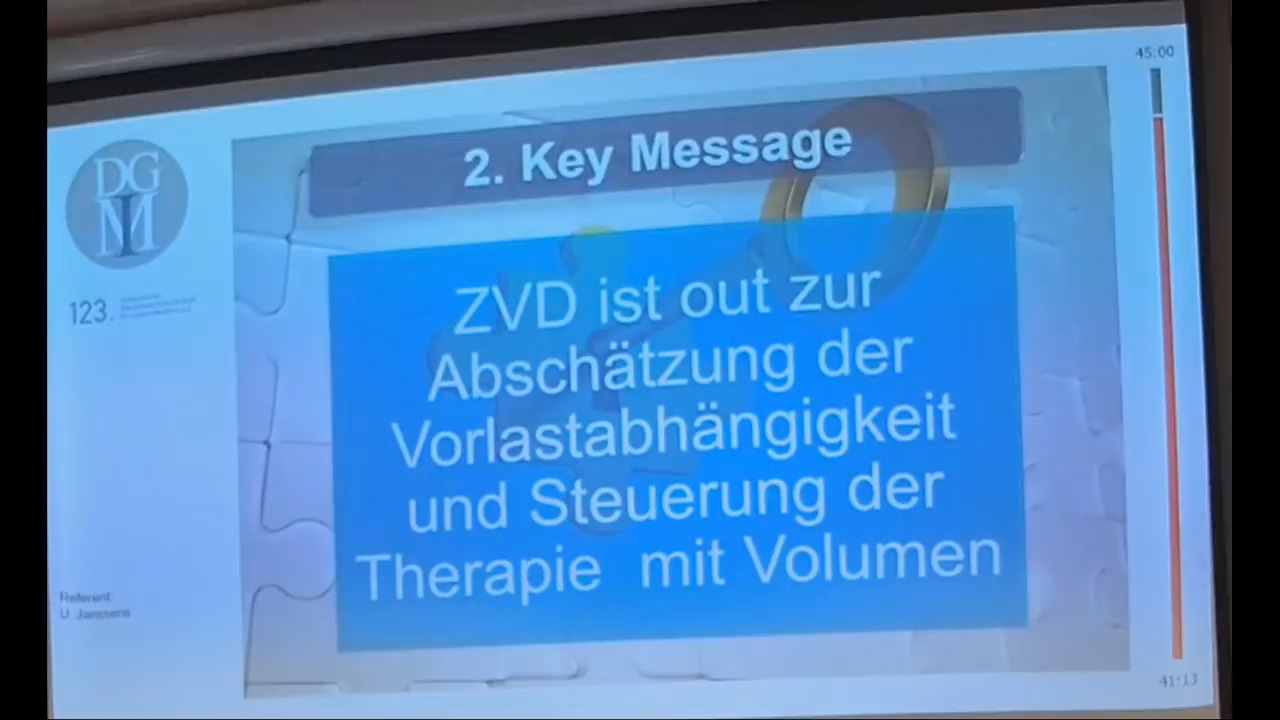 45:00
2. Key Message
DGIM
123.
ZVD ist out zur
Abschätzung der
Vorlastabhängigkeit
und Steuerung der
Therapie mit Volumen
Referent:
U. Janssens
41:13